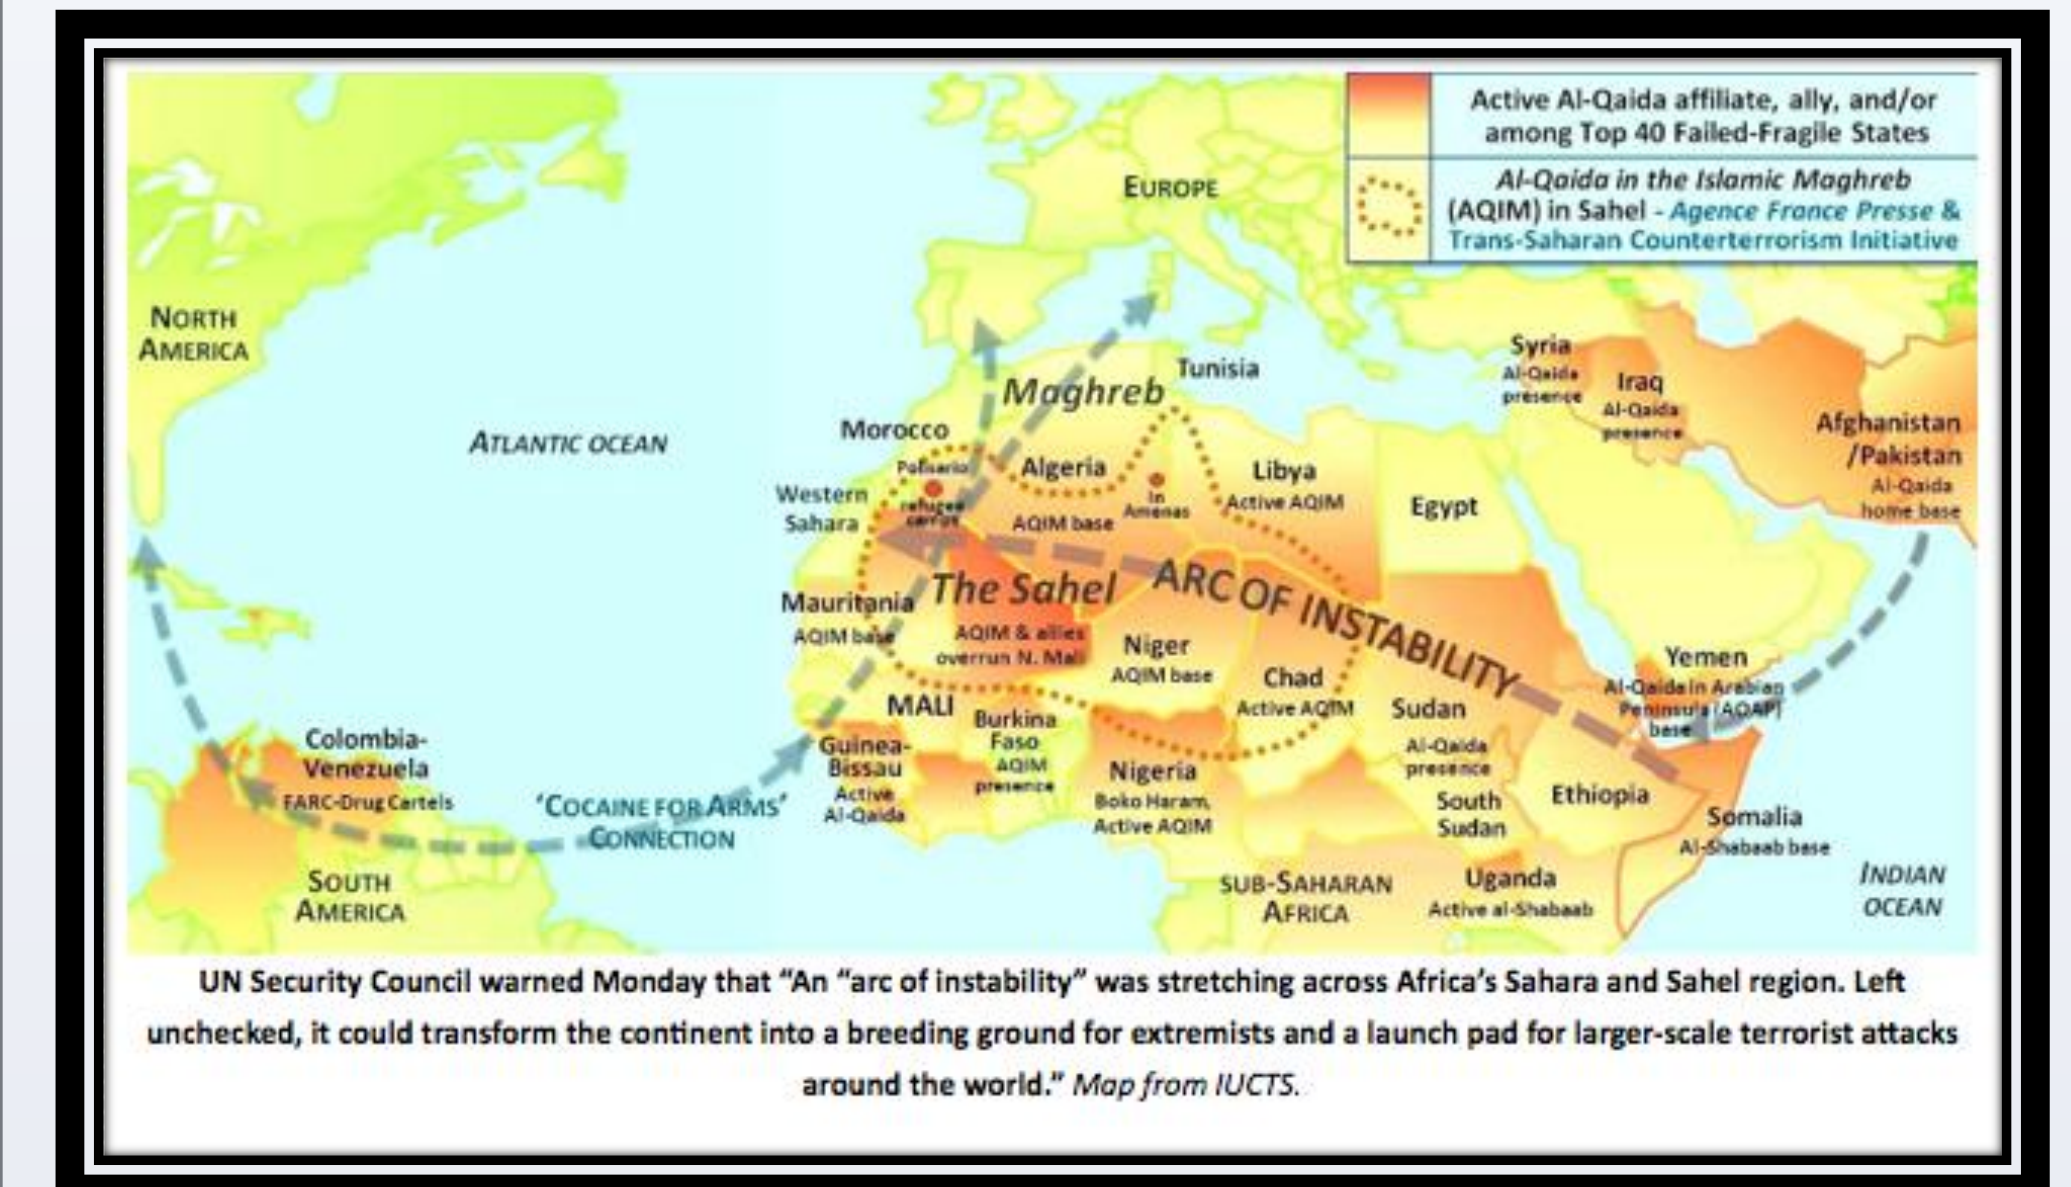 Active Al-Qaida affiliate, ally, and/or
among Top 40 Failed-Fragile States
Al-Qaida in the Islamic Maghreb
(AQIM) in Sahel - Agence France Presse &
Trans-Saharan Counterterrorism Initiative
EUROPE
NORTH
AMERICA
ATLANTIC OCEAN
Maghreb
Tunisia
Morocco
Polisario
refugee
camps
Western
Sahara
Algeria
AQIM base
In
Amenas
Libya
Active AQIM
Egypt
Syria
Al-Qaida
presence
Iraq
Al-Qaida
presence
Afghanistan
/Pakistan
Al-Qaida
home base
The Sahel
ARC OF INSTABILITY
Mauritania
AQIM base
AQIM & allies
overrun N. Mali
Niger
AQIM base
Chad
Active AQIM
Sudan
Al-Qaida
presence
Yemen
Al-Qaida in Arabian
Peninsula (AQAP)
base
MALI
Burkina
Faso
AQIM
presence
Guinea-
Bissau
Active
Al-Qaida
Nigeria
Boko Haram,
Active AQIM
South
Sudan
Ethiopia
Somalia
Al-Shabaab base
Uganda
Active al-Shabaab
SUB-SAHARAN
AFRICA
INDIAN
OCEAN
Colombia-
Venezuela
FARC-Drug Cartels
'COCAINE FOR ARMS'
CONNECTION
SOUTH
AMERICA
UN Security Council warned Monday that “An “arc of instability” was stretching across Africa’s Sahara and Sahel region. Left
unchecked, it could transform the continent into a breeding ground for extremists and a launch pad for larger-scale terrorist attacks
around the world.” Map from IUCTS.